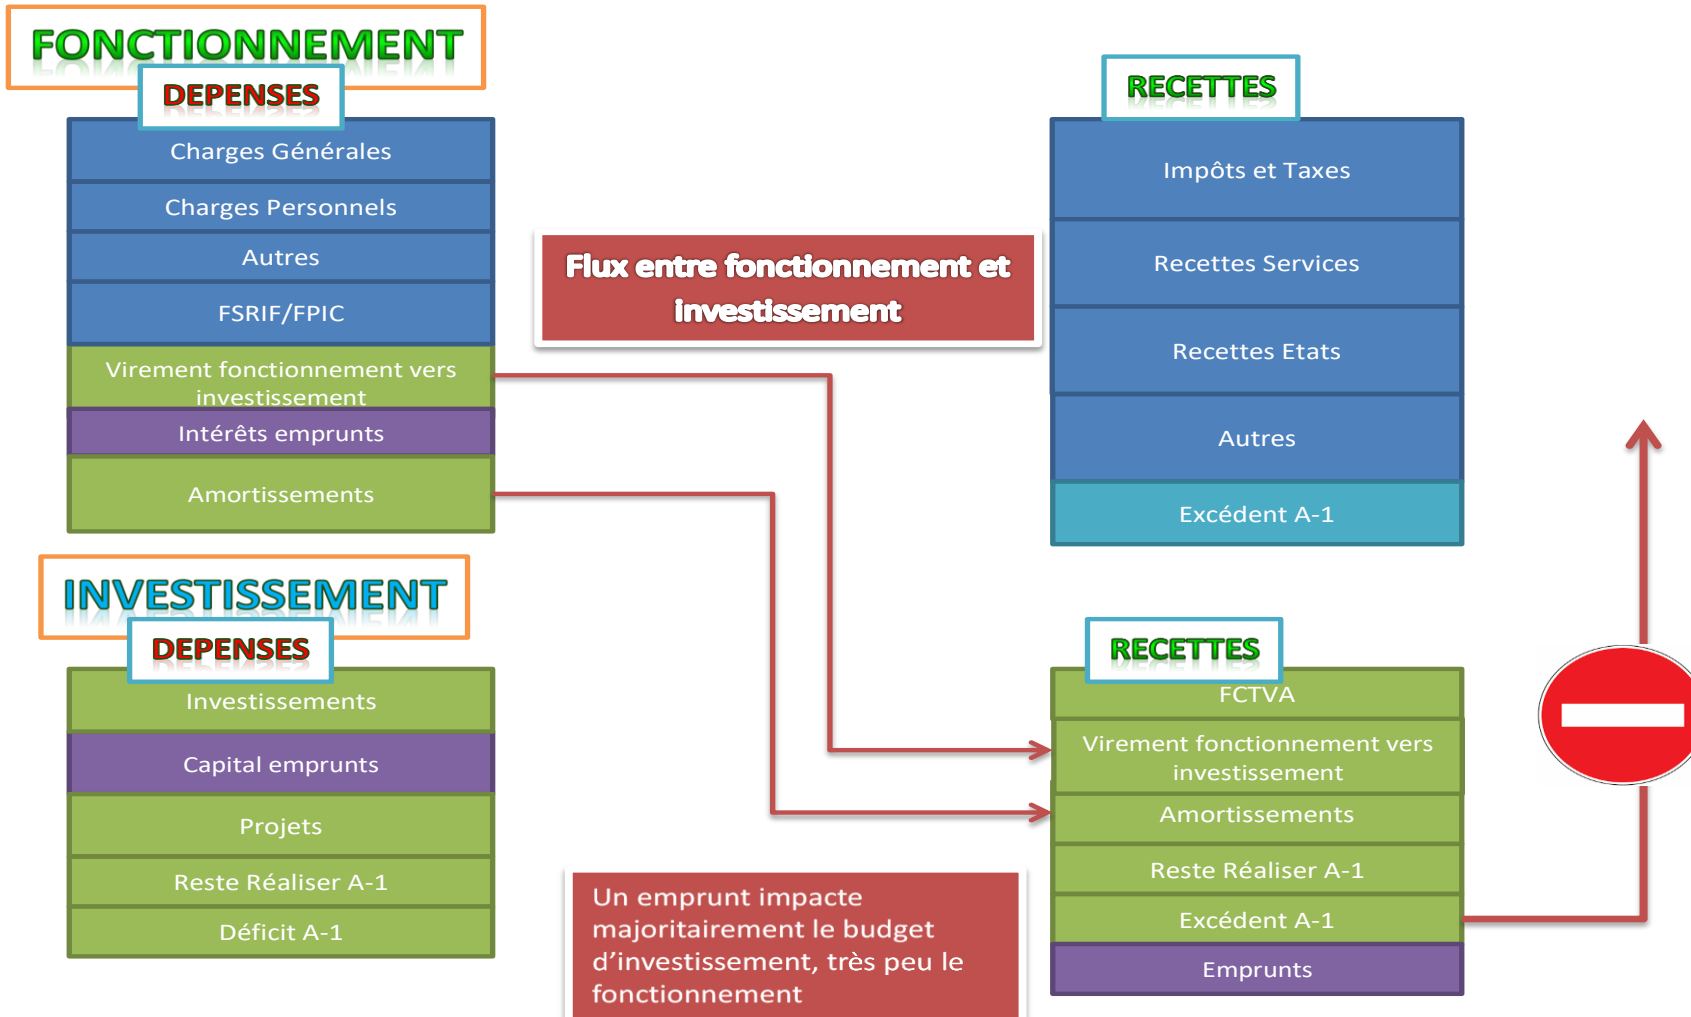 FONCTIONNEMENT
DEPENSES
Charges Générales
Charges Personnels
Autres
FSRIF/FPIC
Virement fonctionnement vers
investissement
Intérêts emprunts
Amortissements
RECETTES
Impôts et Taxes
Recettes Services
Recettes Etats
Autres
Excédent A-1
Flux entre fonctionnement et
investissement
INVESTISSEMENT
DEPENSES
Investissements
Capital emprunts
Projets
Reste Réaliser A-1
Déficit A-1
RECETTES
FCTVA
Virement fonctionnement vers
investissement
Amortissements
Reste Réaliser A-1
Excédent A-1
Emprunts
Un emprunt impacte
majoritairement le budget
d’investissement, très peu le
fonctionnement